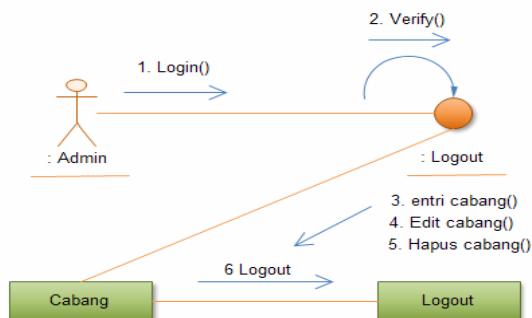 2. Verify()
1. Login()
: Admin
: Logout
3. entri cabang()
4. Edit cabang()
5. Hapus cabang()
6 Logout
Cabang
Logout